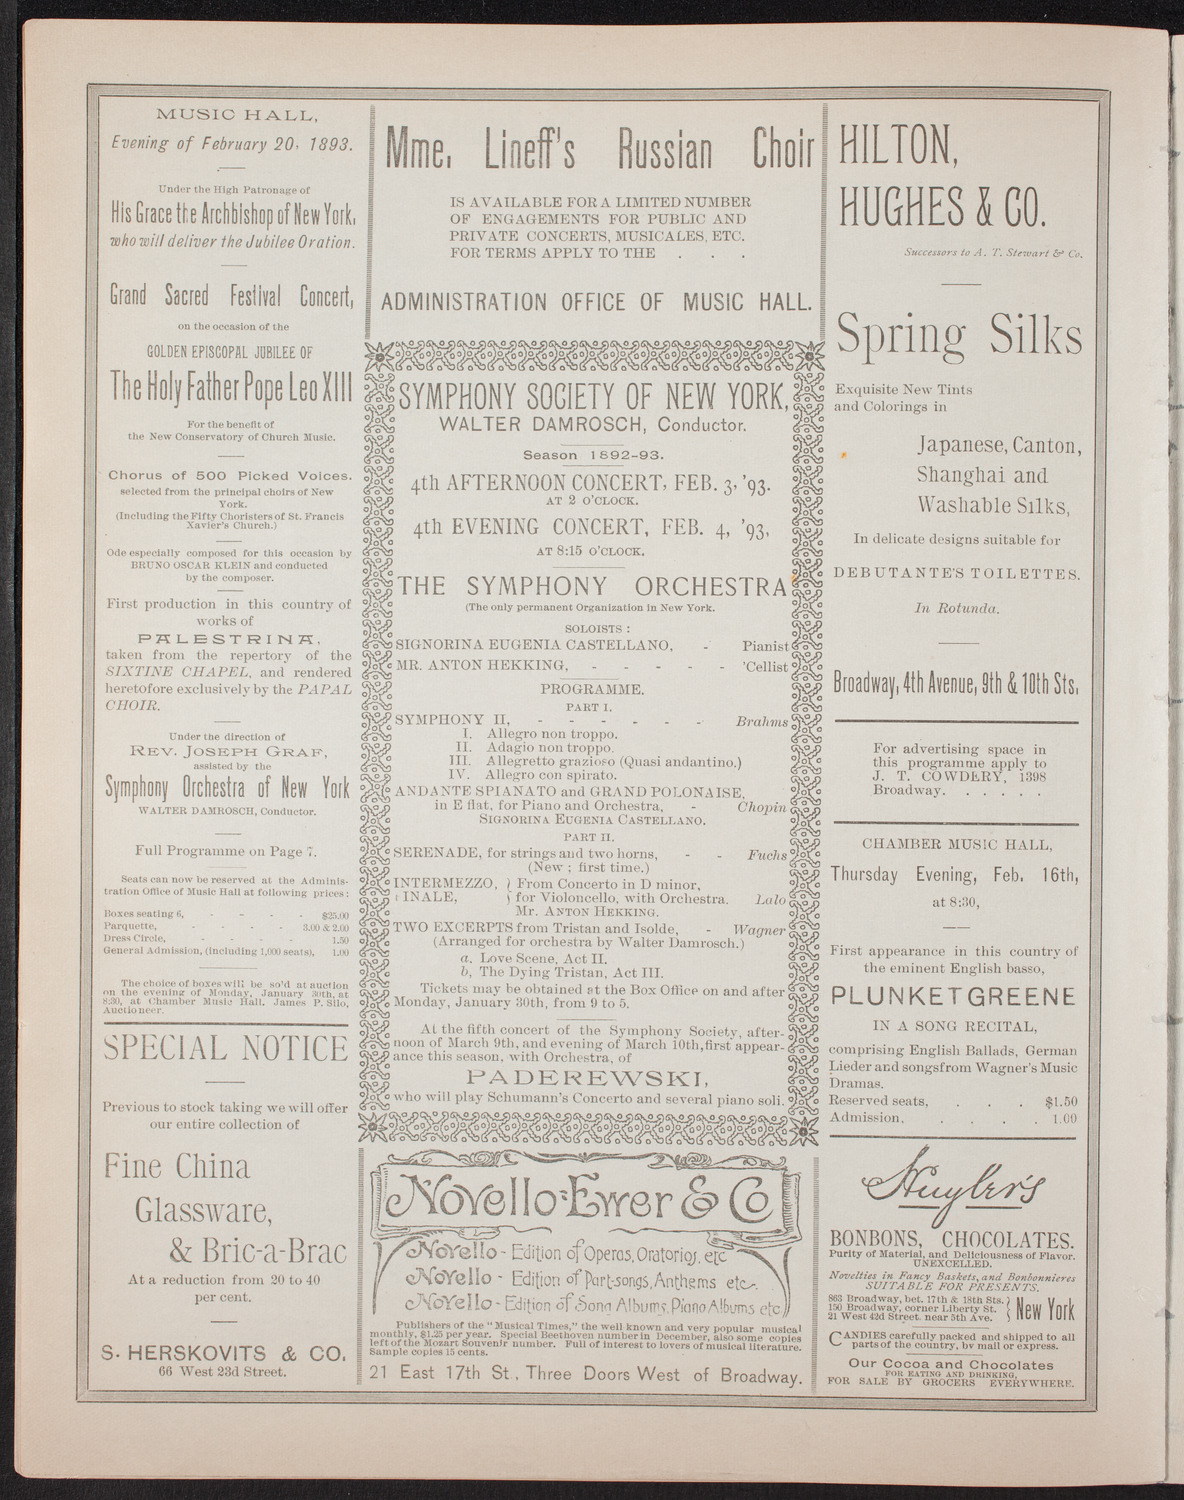 MUSIC HALL,
Evening of February 20, 1893.
Under the High Patronage of
His Grace the Archbishop of New York,
who will deliver the Jubilee Oration.
Grand Sacred Festival Concert,
on the occasion of the
GOLDEN EPISCOPAL JUBILEE OF
The Holy Father Pope Leo XIII
For the benefit of
the New Conservatory of Church Music.
Chorus of 500 Picked Voices.
selected from the principal choirs of New
York.
(Including the Fifty Choristers of St. Francis
Xavier's Church.)
Ode especially composed for this occasion by
BRUNO OSCAR KLEIN and conducted
by the composer.
First production in this country of
works of
PALESTRINA,
taken from the repertory of the
SIXTINE CHAPEL, and rendered
heretofore exclusively by the PAPAL
CHOIR.
Under the direction of
REV. JOSEPH GRAF,
assisted by the
Symphony Orchestra of New York
WALTER DAMROSCH, Conductor.
Full Programme on Page 7.
Seats can now be reserved at the Adminis-
tration Office of Music Hall at following prices:
Boxes seating 6, - - - - $25.00
Parquette, - - - - 3.00 & 2.00
Dress Circle, - - - - 1.50
General Admission, (including 1,000 seats), 1.00
The choice of boxes will be so'd at auction
on the evening of Monday, January 30th, at
8:30, at Chamber Music Hall. James P. Silo,
Auctioneer.
SPECIAL NOTICE
Previous to stock taking we will offer
our entire collection of
Fine China
Glassware,
& Bric-a-Brac
At a reduction from 20 to 40
per cent.
S. HERSKOVITS & CO.
66 West 23d Street.
Mme. Lineff's Russian Choir
IS AVAILABLE FOR A LIMITED NUMBER
OF ENGAGEMENTS FOR PUBLIC AND
PRIVATE CONCERTS, MUSICALES, ETC.
FOR TERMS APPLY TO THE . . .
ADMINISTRATION OFFICE OF MUSIC HALL.
SYMPHONY SOCIETY OF NEW YORK,
WALTER DAMROSCH, Conductor.
Season 1892-93.
4th AFTERNOON CONCERT, FEB. 3, '93.
AT 2 O'CLOCK.
4th EVENING CONCERT, FEB. 4, '93,
AT 8:15 O'CLOCK.
THE SYMPHONY ORCHESTRA
(The only permanent Organization in New York.
SOLOISTS:
SIGNORINA EUGENIA CASTELLANO, - Pianist
MR. ANTON HEKKING, - - - - - 'Cellist
PROGRAMME.
PART I.
SYMPHONY II, - - - - - - Brahms
I. Allegro non troppo.
II. Adagio non troppo.
III. Allegretto grazioso (Quasi andantino.)
IV. Allegro con spirato.
ANDANTE SPIANATO and GRAND POLONAISE,
in E flat, for Piano and Orchestra, - Chopin
SIGNORINA EUGENIA CASTELLANO.
PART II.
SERENADE, for strings and two horns, - - Fuchs
(New; first time.)
INTERMEZZO, } From Concerto in D minor,
FINALE, } for Violoncello, with Orchestra. Lalo
Mr. ANTON HEKKING.
TWO EXCERPTS from Tristan and Isolde, - Wagner
(Arranged for orchestra by Walter Damrosch.)
a. Love Scene, Act II.
b, The Dying Tristan, Act III.
Tickets may be obtained at the Box Office on and after
Monday, January 30th, from 9 to 5.
At the fifth concert of the Symphony Society, after-
noon of March 9th, and evening of March 10th, first appear-
ance this season, with Orchestra, of
PADEREWSKI,
who will play Schumann's Concerto and several piano soli.
Novello-Ewer & Co
Novello - Edition of Operas, Oratorios, etc
Novello - Edition of Part-songs, Anthems etc.
Novello - Edition of Song Albums, Piano Albums etc
Publishers of the "Musical Times," the well known and very popular musical
monthly, $1.25 per year. Special Beethoven number in December, also some copies
left of the Mozart Souvenir number. Full of interest to lovers of musical literature.
Sample copies 15 cents.
21 East 17th St., Three Doors West of Broadway.
HILTON,
HUGHES & CO.
Successors to A. T. Stewart & Co.
Spring Silks
Exquisite New Tints
and Colorings in
Japanese, Canton,
Shanghai and
Washable Silks,
In delicate designs suitable for
DEBUTANTE'S TOILETTES.
In Rotunda.
Broadway, 4th Avenue, 9th & 10th Sts.
For advertising space in
this programme apply to
J. T. COWDERY, 1398
Broadway. . . . . .
CHAMBER MUSIC HALL,
Thursday Evening, Feb. 16th,
at 8:30,
First appearance in this country of
the eminent English basso,
PLUNKET GREENE
IN A SONG RECITAL,
comprising English Ballads, German
Lieder and songs from Wagner's Music
Dramas.
Reserved seats, . . . $1.50
Admission, . . . . 1.00
Huyler's
BONBONS, CHOCOLATES.
Purity of Material, and Deliciousness of Flavor.
UNEXCELLED.
Novelties in Fancy Baskets, and Bonbonnieres
SUITABLE FOR PRESENTS.
863 Broadway, bet. 17th & 18th Sts.
150 Broadway, corner Liberty St.
21 West 42d Street, near 5th Ave.
New York
CANDIES carefully packed and shipped to all
parts of the country, by mail or express.
Our Cocoa and Chocolates
FOR EATING AND DRINKING,
FOR SALE BY GROCERS EVERYWHERE.